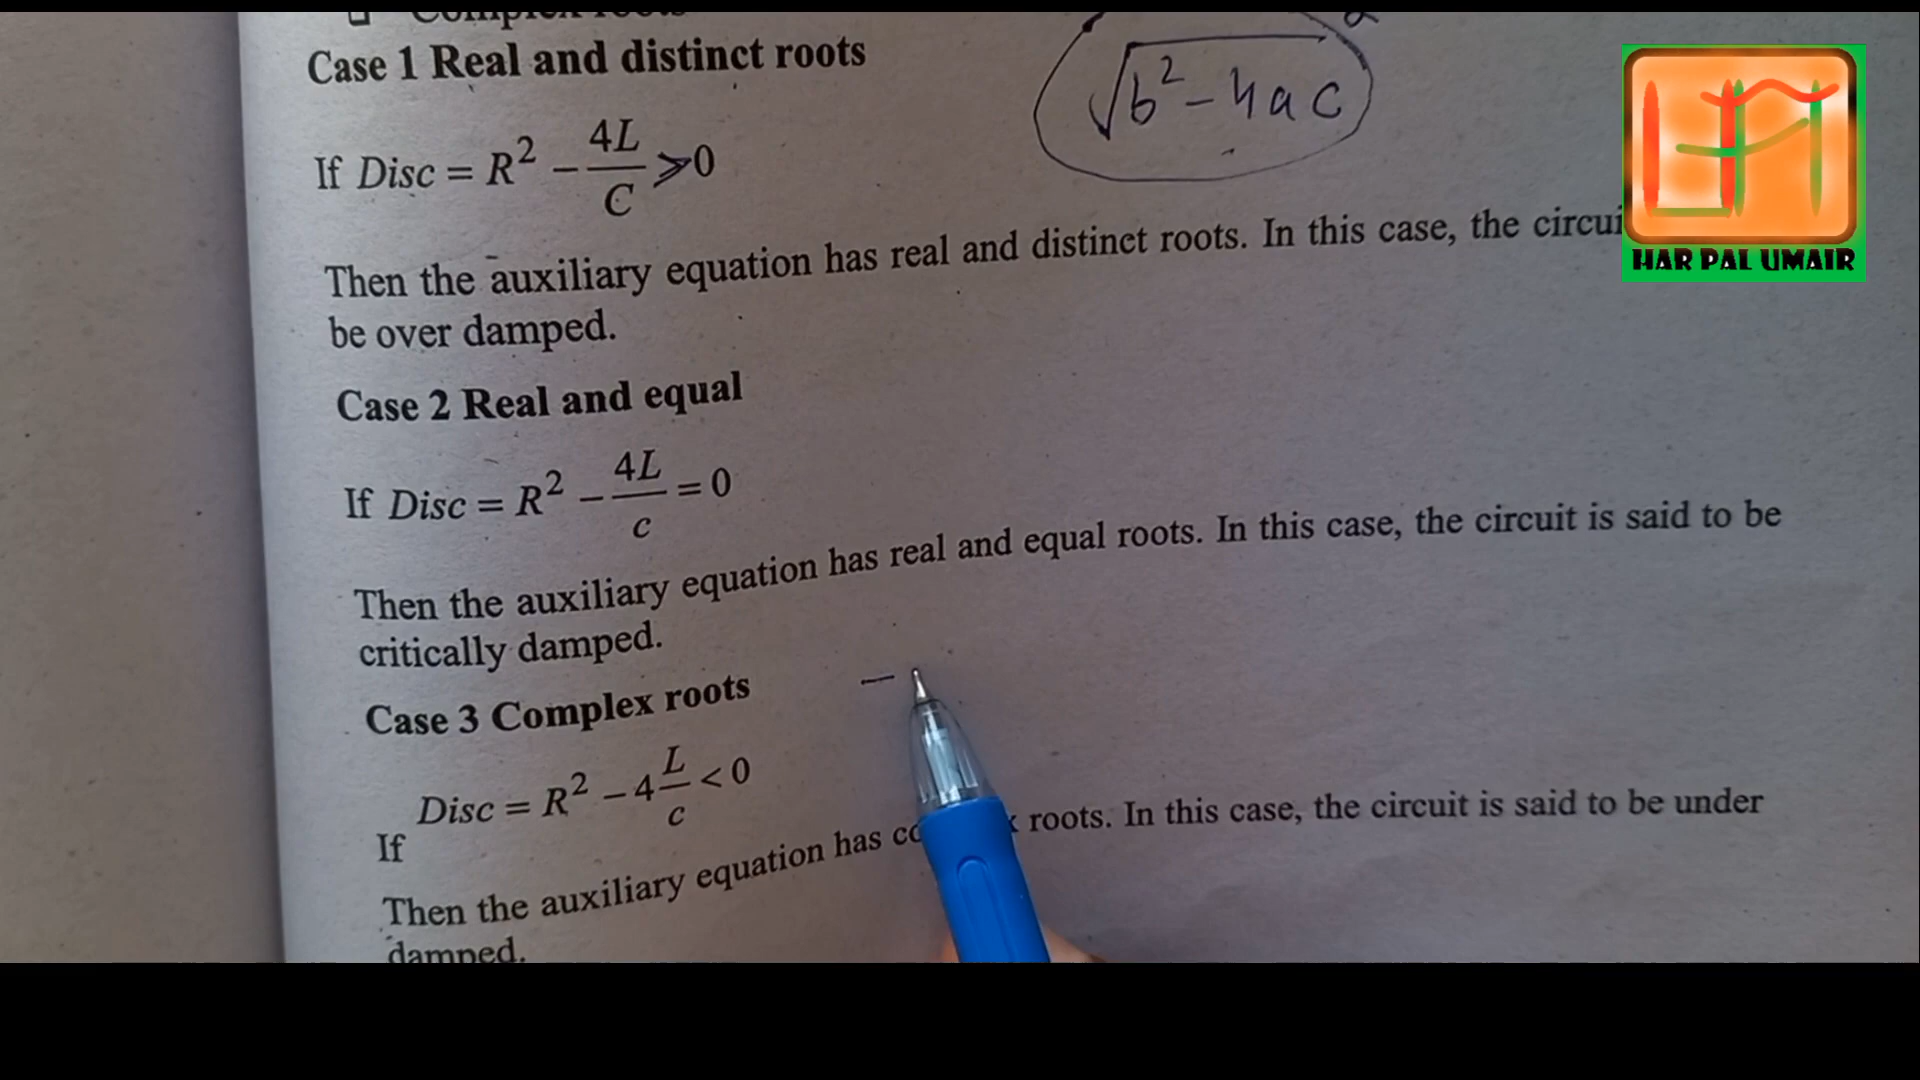 Complex roots
Case 1 Real and distinct roots
√b² - 4ac
If Disc = R² - 4L/C > 0
Then the auxiliary equation has real and distinct roots. In this case, the circui
be over damped.
Case 2 Real and equal
If Disc = R² - 4L/c = 0
Then the auxiliary equation has real and equal roots. In this case, the circuit is said to be
critically damped.
Case 3 Complex roots
Disc = R² - 4 L/c < 0
If
Then the auxiliary equation has co x roots. In this case, the circuit is said to be under
damped.
HAR PAL UMAIR